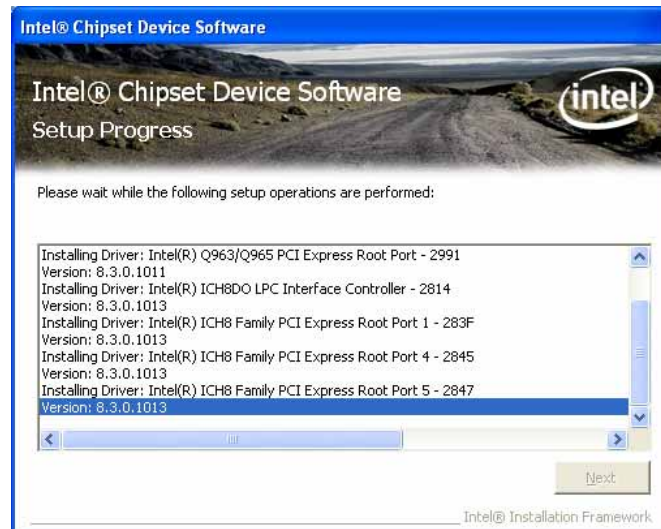 Intel® Chipset Device Software
Intel® Chipset Device Software
intel
Setup Progress
Please wait while the following setup operations are performed:
Installing Driver: Intel(R) Q963/Q965 PCI Express Root Port - 2991
Version: 8.3.0.1011
Installing Driver: Intel(R) ICH8DO LPC Interface Controller - 2814
Version: 8.3.0.1013
Installing Driver: Intel(R) ICH8 Family PCI Express Root Port 1 - 283F
Version: 8.3.0.1013
Installing Driver: Intel(R) ICH8 Family PCI Express Root Port 4 - 2845
Version: 8.3.0.1013
Installing Driver: Intel(R) ICH8 Family PCI Express Root Port 5 - 2847
Version: 8.3.0.1013
Next
Intel® Installation Framework